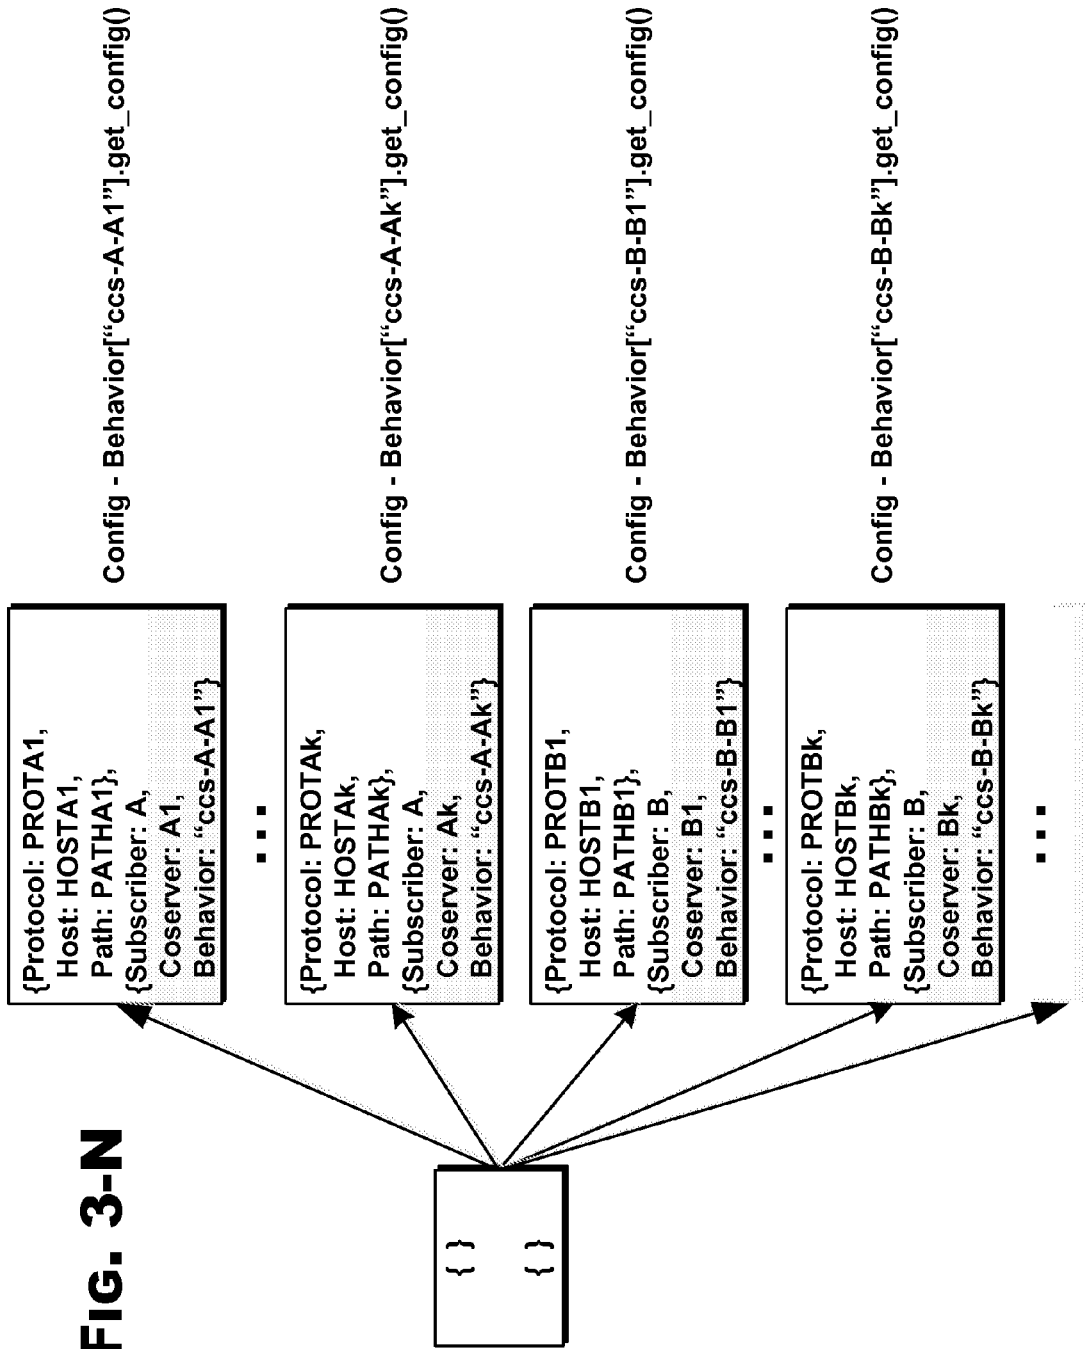 FIG. 3-N
{ }
{ }
{Protocol: PROTA1,
Host: HOSTA1,
Path: PATHA1},
{Subscriber: A,
Coserver: A1,
Behavior: “ccs-A-A1”}
Config - Behavior[“ccs-A-A1”].get_config()
...
{Protocol: PROTAk,
Host: HOSTAk,
Path: PATHAk},
{Subscriber: A,
Coserver: Ak,
Behavior: “ccs-A-Ak”}
Config - Behavior[“ccs-A-Ak”].get_config()
{Protocol: PROTB1,
Host: HOSTB1,
Path: PATHB1},
{Subscriber: B,
Coserver: B1,
Behavior: “ccs-B-B1”}
Config - Behavior[“ccs-B-B1”].get_config()
...
{Protocol: PROTBk,
Host: HOSTBk,
Path: PATHBk},
{Subscriber: B,
Coserver: Bk,
Behavior: “ccs-B-Bk”}
Config - Behavior[“ccs-B-Bk”].get_config()
...